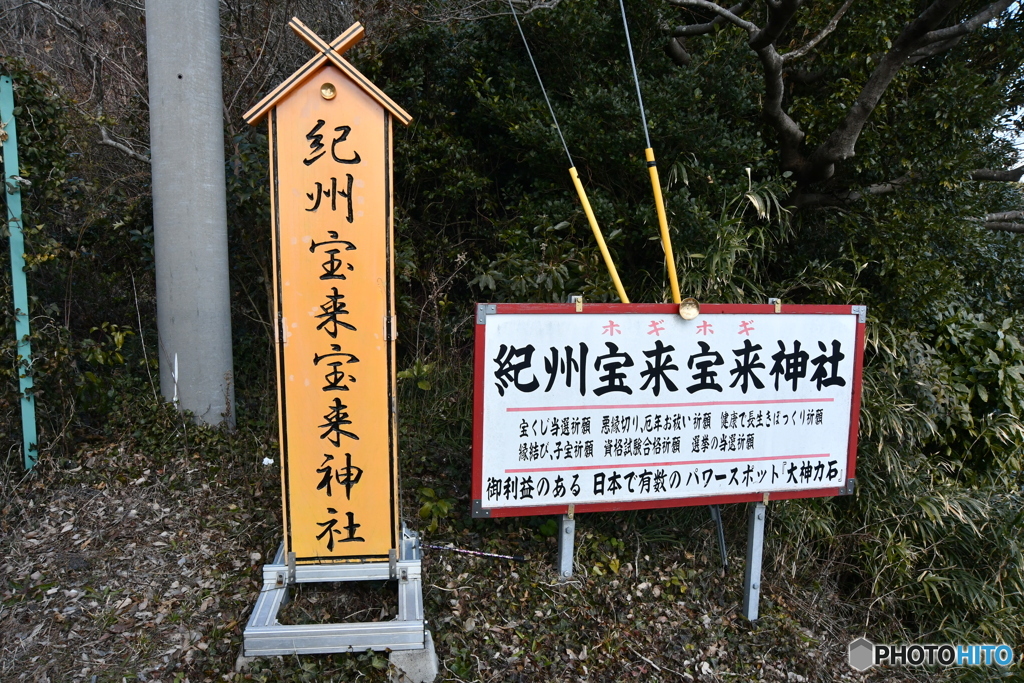 紀州宝来宝来神社
ホギホギ
紀州宝来宝来神社
宝くじ当選祈願 悪縁切り、厄年お祓い祈願 健康で長生きぽっくり祈願
縁結び、子宝祈願 資格試験合格祈願 選挙の当選祈願
御利益のある 日本で有数の パワースポット『大神力石』
PHOTOHITO